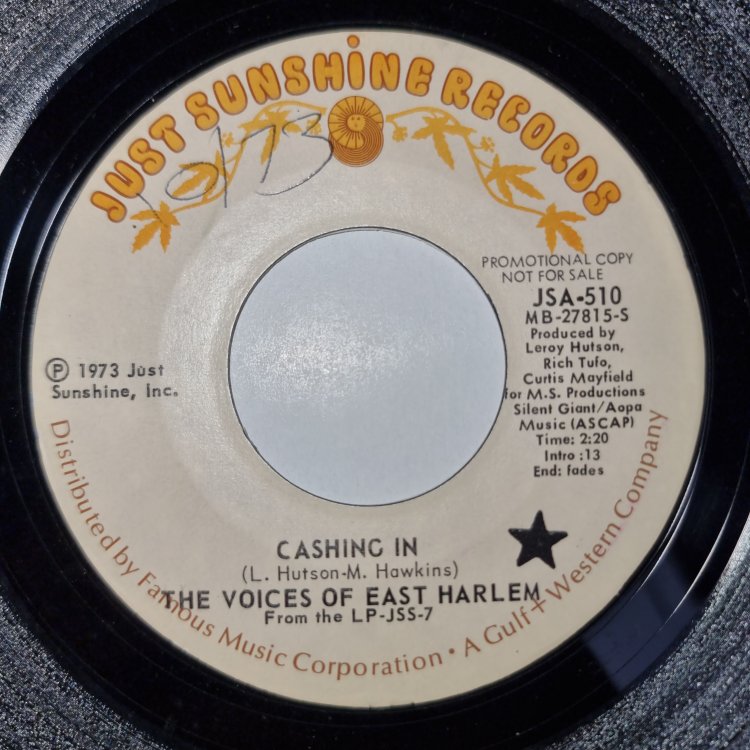 JUST SUNSHINE RECORDS
10/73
PROMOTIONAL COPY
NOT FOR SALE
JSA-510
MB-27815-S
Produced by
Leroy Hutson,
Rich Tufo,
Curtis Mayfield
for M.S. Productions
Silent Giant/Aopa
Music (ASCAP)
Time: 2:20
Intro :13
End: fades
℗ 1973 Just
Sunshine, Inc.
CASHING IN
(L. Hutson-M. Hawkins)
THE VOICES OF EAST HARLEM
From the LP-JSS-7
Distributed by Famous Music Corporation • A Gulf+Western Company